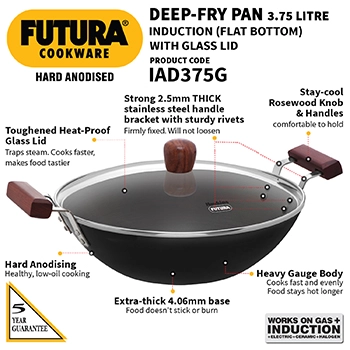 FUTURA®
COOKWARE
HARD ANODISED
DEEP-FRY PAN 3.75 LITRE
INDUCTION (FLAT BOTTOM)
WITH GLASS LID
PRODUCT CODE
IAD375G
Strong 2.5mm THICK
stainless steel handle
bracket with sturdy rivets
Firmly fixed. Will not loosen
Stay-cool
Rosewood Knob
& Handles
comfortable to hold
Toughened Heat-Proof
Glass Lid
Traps steam. Cooks faster,
makes food tastier
FUTURA
Hard Anodising
Healthy, low-oil cooking
Heavy Gauge Body
Cooks fast and evenly
Food stays hot longer
Extra-thick 4.06mm base
Food doesn't stick or burn
5
YEAR
GUARANTEE
WORKS ON GAS +
INDUCTION
+ELECTRIC+CERAMIC+HALOGEN